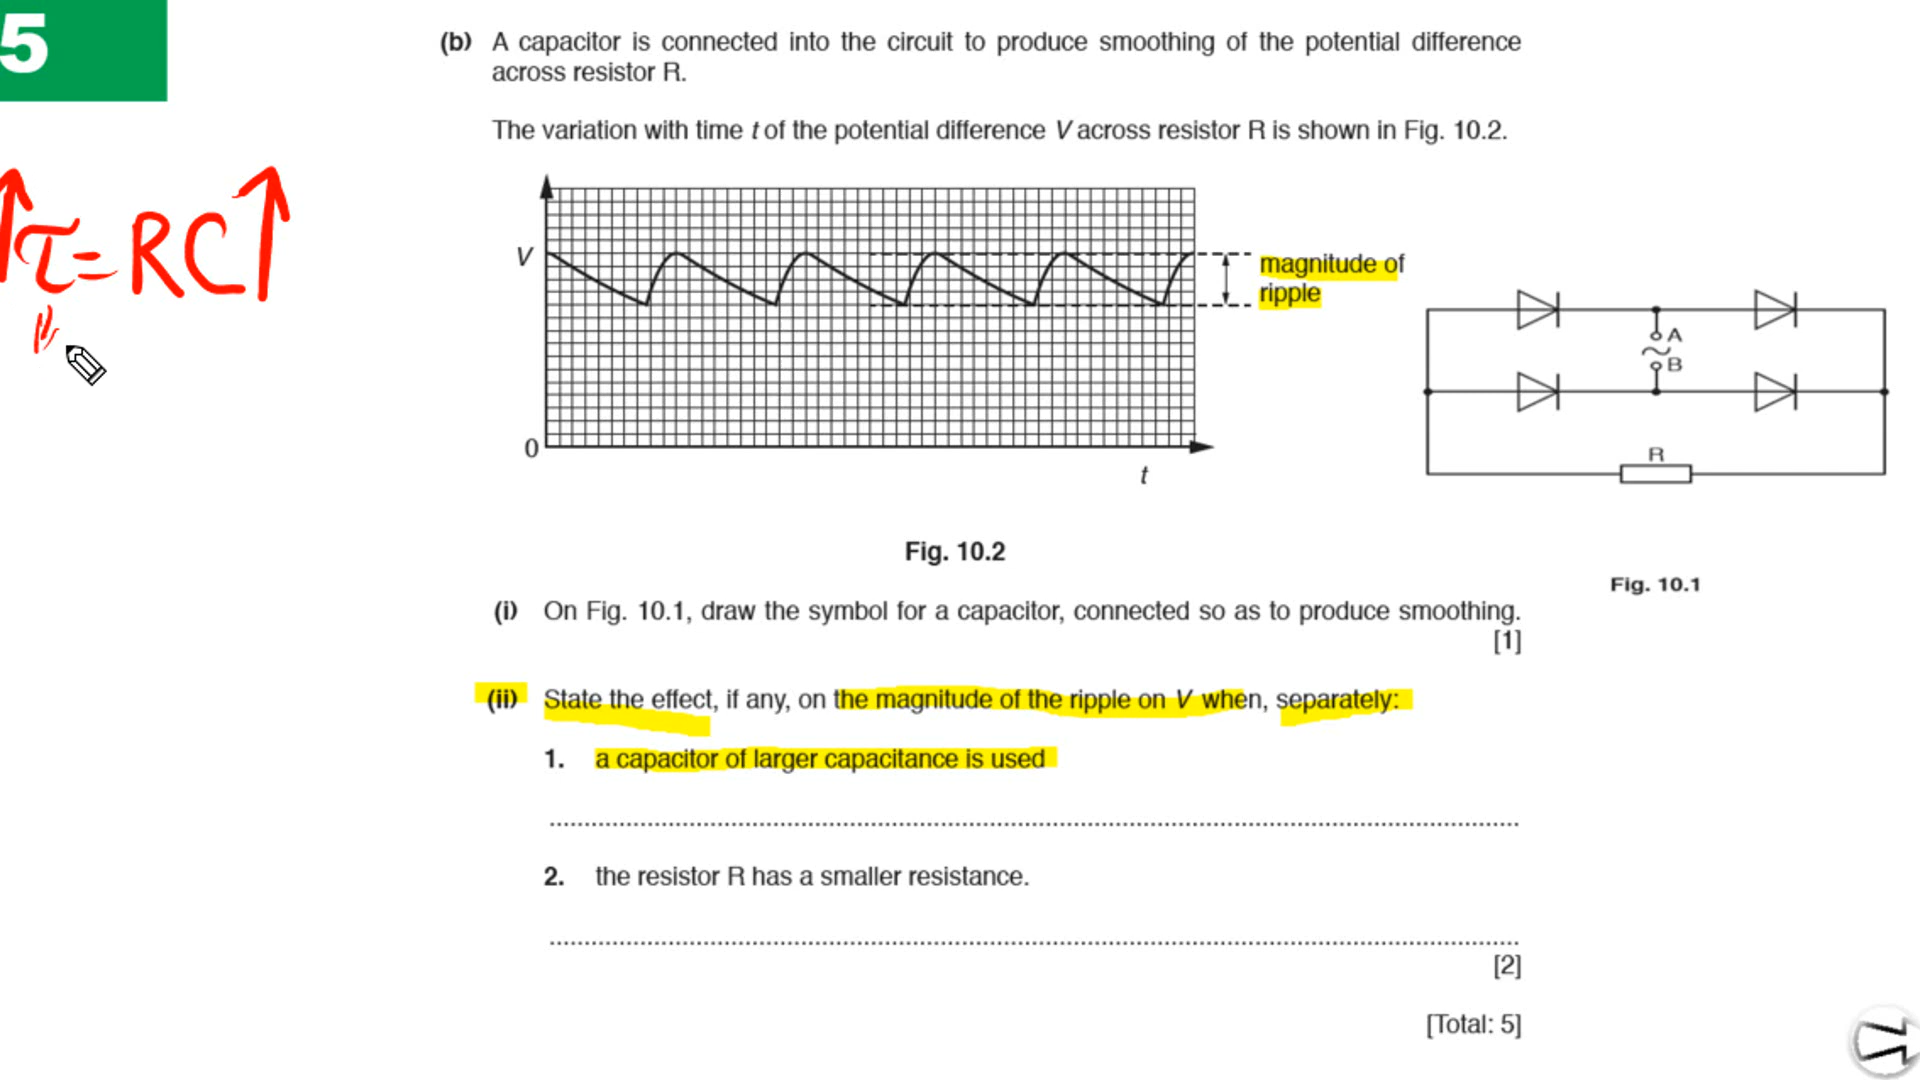 5
(b) A capacitor is connected into the circuit to produce smoothing of the potential difference
across resistor R.
The variation with time t of the potential difference V across resistor R is shown in Fig. 10.2.
τ = RC
V
magnitude of
ripple
0
t
A
B
R
Fig. 10.2
Fig. 10.1
(i) On Fig. 10.1, draw the symbol for a capacitor, connected so as to produce smoothing.
[1]
(ii) State the effect, if any, on the magnitude of the ripple on V when, separately:
1. a capacitor of larger capacitance is used
2. the resistor R has a smaller resistance.
[2]
[Total: 5]